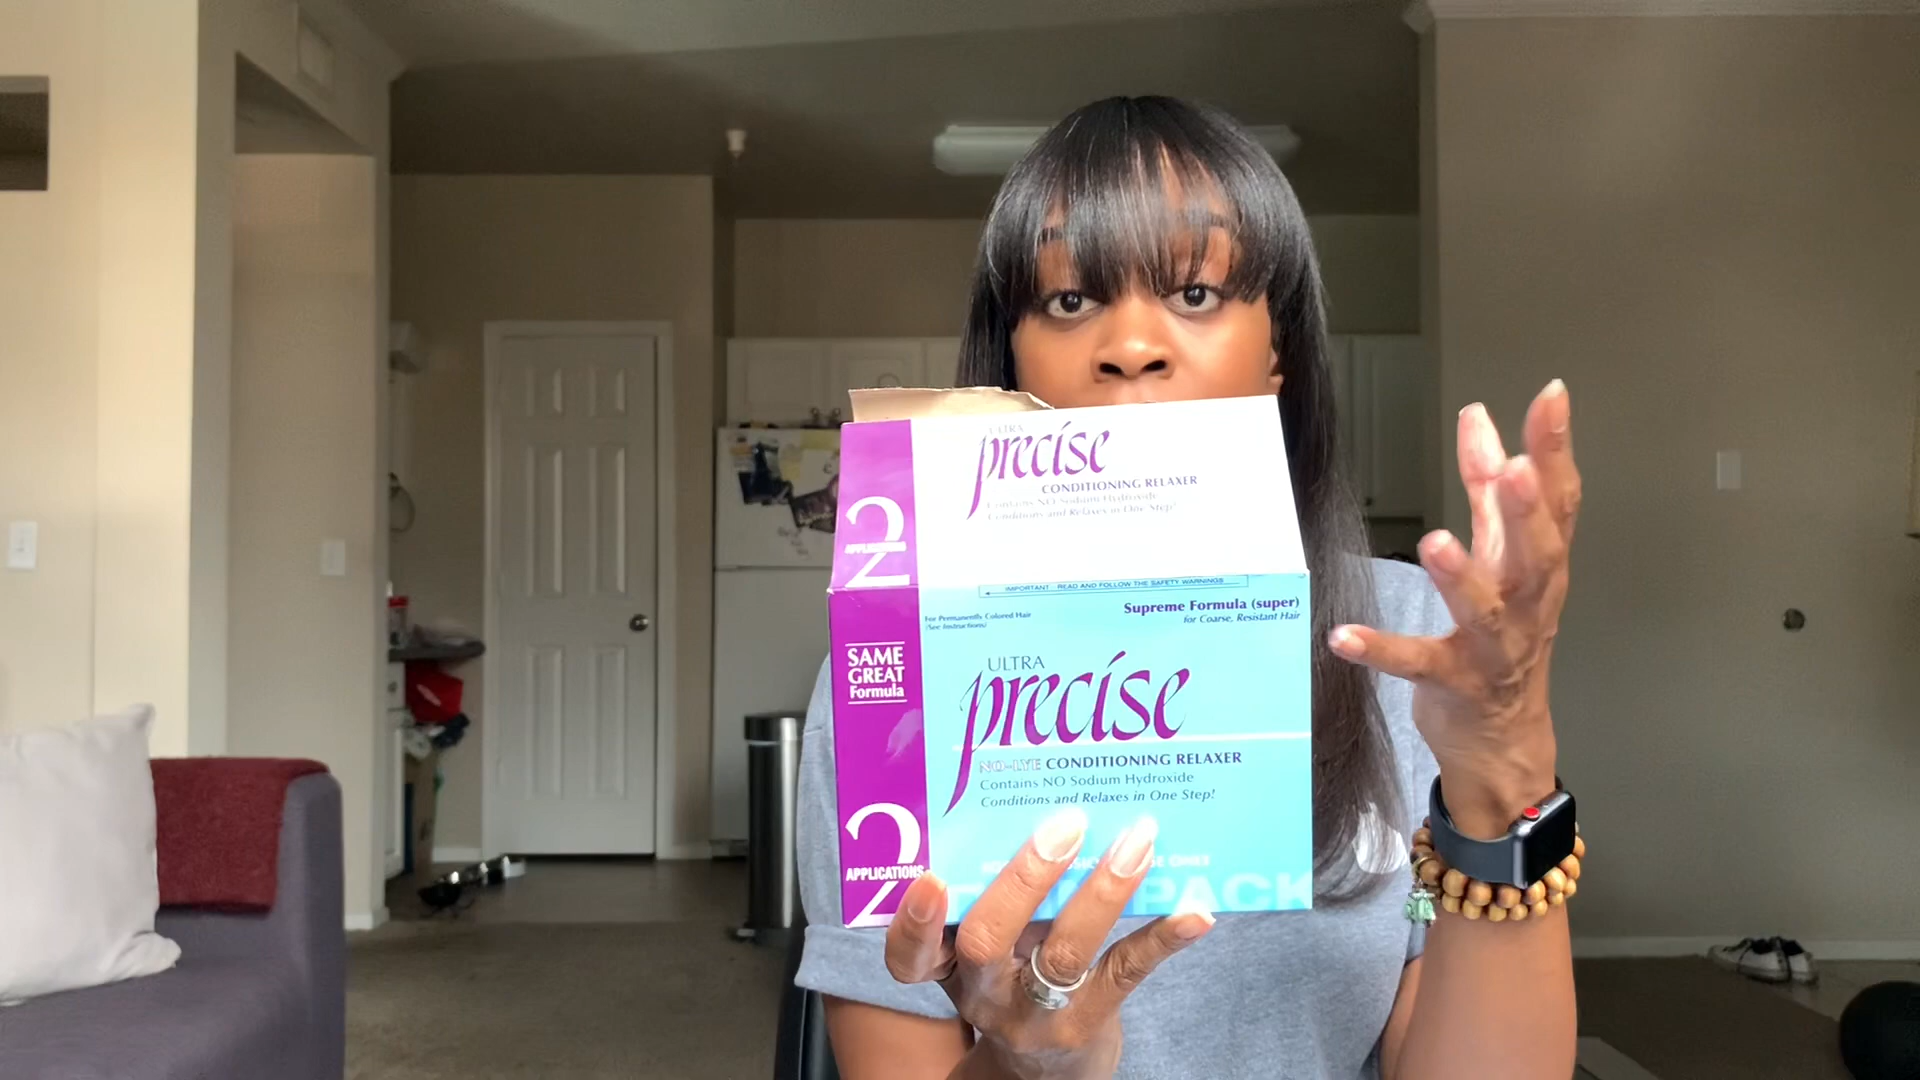 ULTRA
precise
CONDITIONING RELAXER
Contains NO Sodium Hydroxide
Conditions and Relaxes in One Step!
2
APPLICATIONS
IMPORTANT: READ AND FOLLOW THE SAFETY WARNINGS
For Permanently Colored Hair
(See Instructions)
Supreme Formula (super)
for Coarse, Resistant Hair
SAME
GREAT
Formula
ULTRA
precise
NO-LYE CONDITIONING RELAXER
Contains NO Sodium Hydroxide
Conditions and Relaxes in One Step!
2
APPLICATIONS
ONLY
PACK